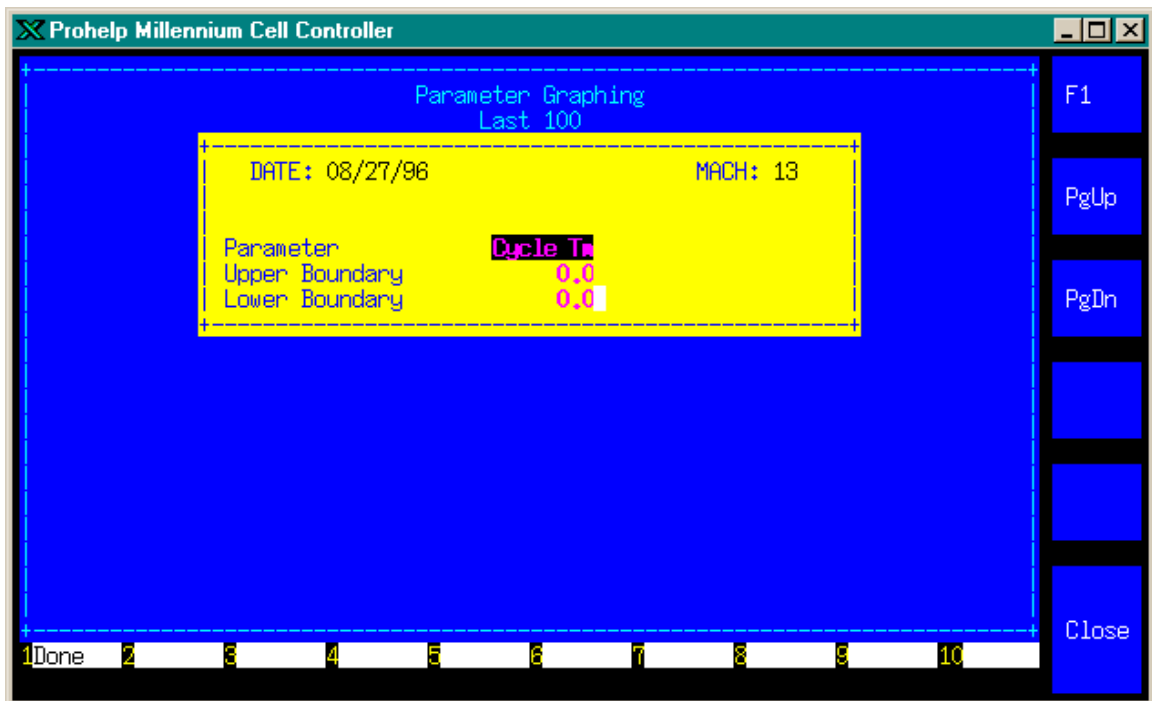 Prohelp Millennium Cell Controller
Parameter Graphing
Last 100
DATE: 08/27/96 MACH: 13
Parameter Cycle Tm
Upper Boundary 0.0
Lower Boundary 0.0
F1
PgUp
PgDn
Close
1Done 2 3 4 5 6 7 8 9 10